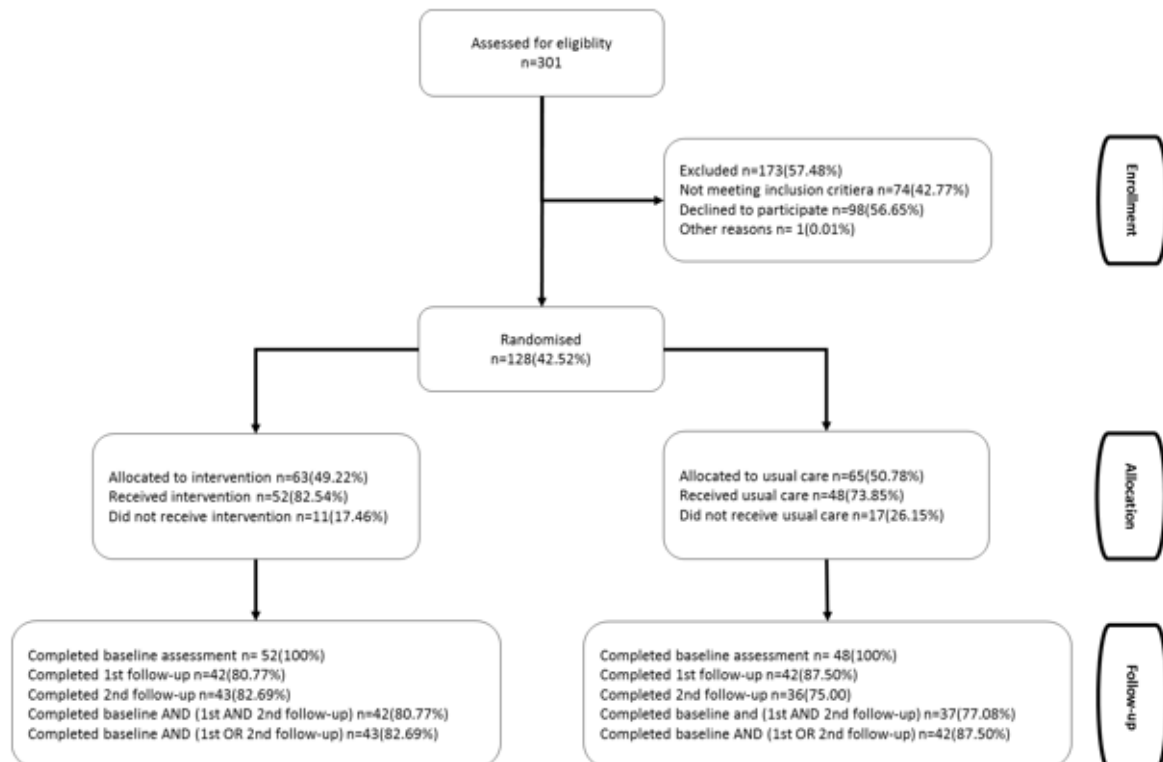 Assessed for eligiblity
n=301
Excluded n=173(57.48%)
Not meeting inclusion critiera n=74(42.77%)
Declined to participate n=98(56.65%)
Other reasons n= 1(0.01%)
Enrollment
Randomised
n=128(42.52%)
Allocated to intervention n=63(49.22%)
Received intervention n=52(82.54%)
Did not receive intervention n=11(17.46%)
Allocated to usual care n=65(50.78%)
Received usual care n=48(73.85%)
Did not receive usual care n=17(26.15%)
Allocation
Completed baseline assessment n= 52(100%)
Completed 1st follow-up n=42(80.77%)
Completed 2nd follow-up n=43(82.69%)
Completed baseline AND (1st AND 2nd follow-up) n=42(80.77%)
Completed baseline AND (1st OR 2nd follow-up) n=43(82.69%)
Completed baseline assessment n= 48(100%)
Completed 1st follow-up n=42(87.50%)
Completed 2nd follow-up n=36(75.00)
Completed baseline and (1st AND 2nd follow-up) n=37(77.08%)
Completed baseline AND (1st OR 2nd follow-up) n=42(87.50%)
Follow-up